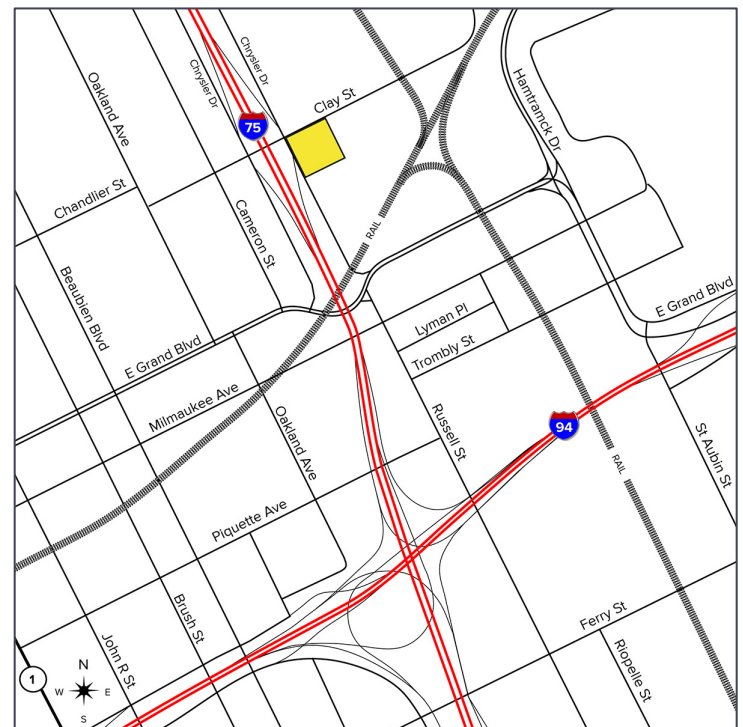 Chrysler Dr
Chrysler Dr
Clay St
Oakland Ave
75
Hamtramck Dr
Chandlier St
Cameron St
RAIL
Beaubien Blvd
E Grand Blvd
Lyman Pl
E Grand Blvd
Trombly St
Milmaukee Ave
Oakland Ave
Russell St
94
St Aubin St
RAIL
Piquette Ave
Brush St
Ferry St
John R St
Riopelle St
1
N
W E
S